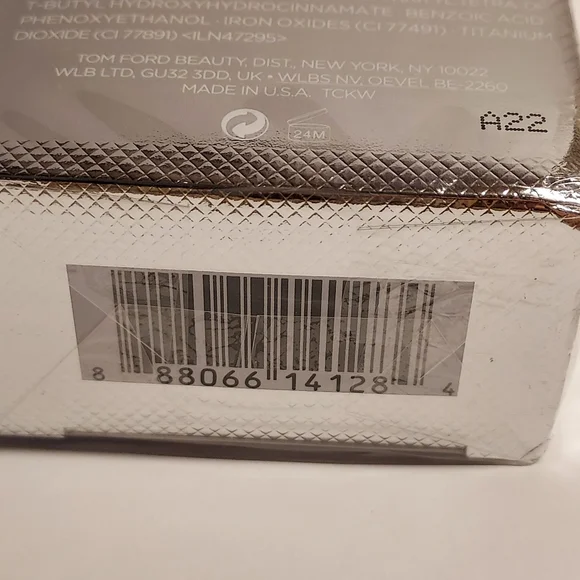 T-BUTYL HYDROXYHYDROCINNAMATE · BENZOIC ACID
PHENOXYETHANOL · IRON OXIDES (CI 77491) TITANIUM
DIOXIDE (CI 77891) <ILN47295>
TOM FORD BEAUTY, DIST., NEW YORK, NY 10022
WLB LTD, GU32 3DD, UK • WLBS NV, OEVEL BE-2260
MADE IN U.S.A. TCKW
24M
A22
8 88066 14128 4